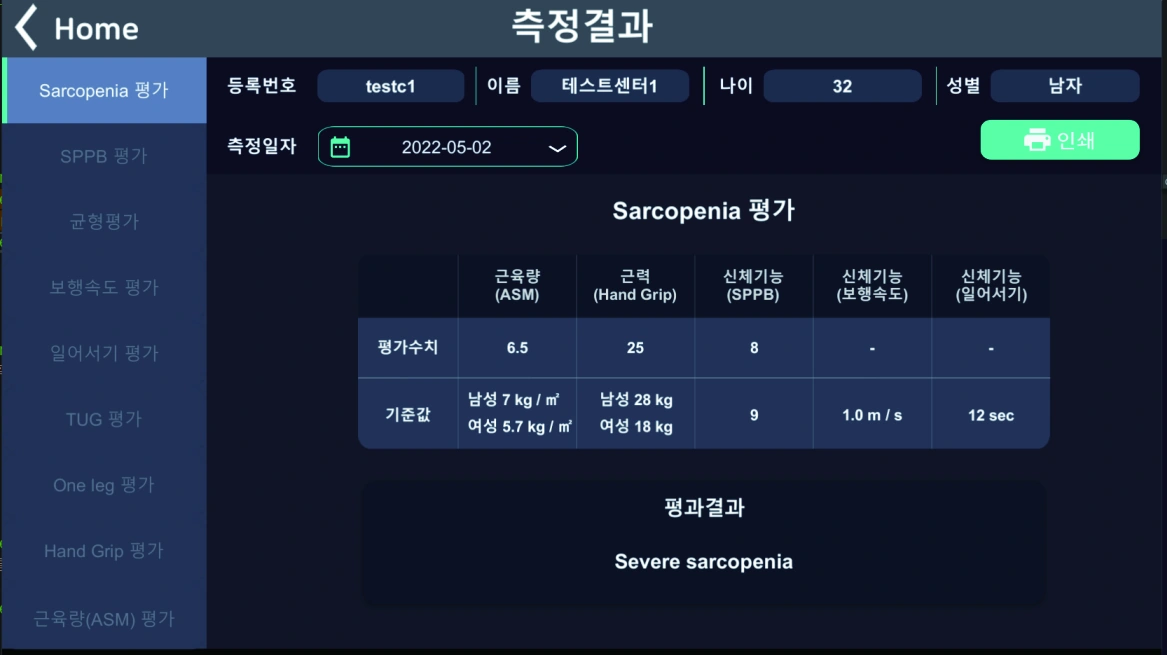 Home
측정결과
Sarcopenia 평가
SPPB 평가
균형평가
보행속도 평가
일어서기 평가
TUG 평가
One leg 평가
Hand Grip 평가
근육량(ASM) 평가
등록번호 testc1 이름 테스트센터1 나이 32 성별 남자
측정일자 2022-05-02 인쇄
Sarcopenia 평가
근육량 근력 신체기능 신체기능 신체기능
(ASM) (Hand Grip) (SPPB) (보행속도) (일어서기)
평가수치 6.5 25 8 - -
남성 7 kg / ㎡ 남성 28 kg
기준값 9 1.0 m / s 12 sec
여성 5.7 kg / ㎡ 여성 18 kg
평과결과
Severe sarcopenia